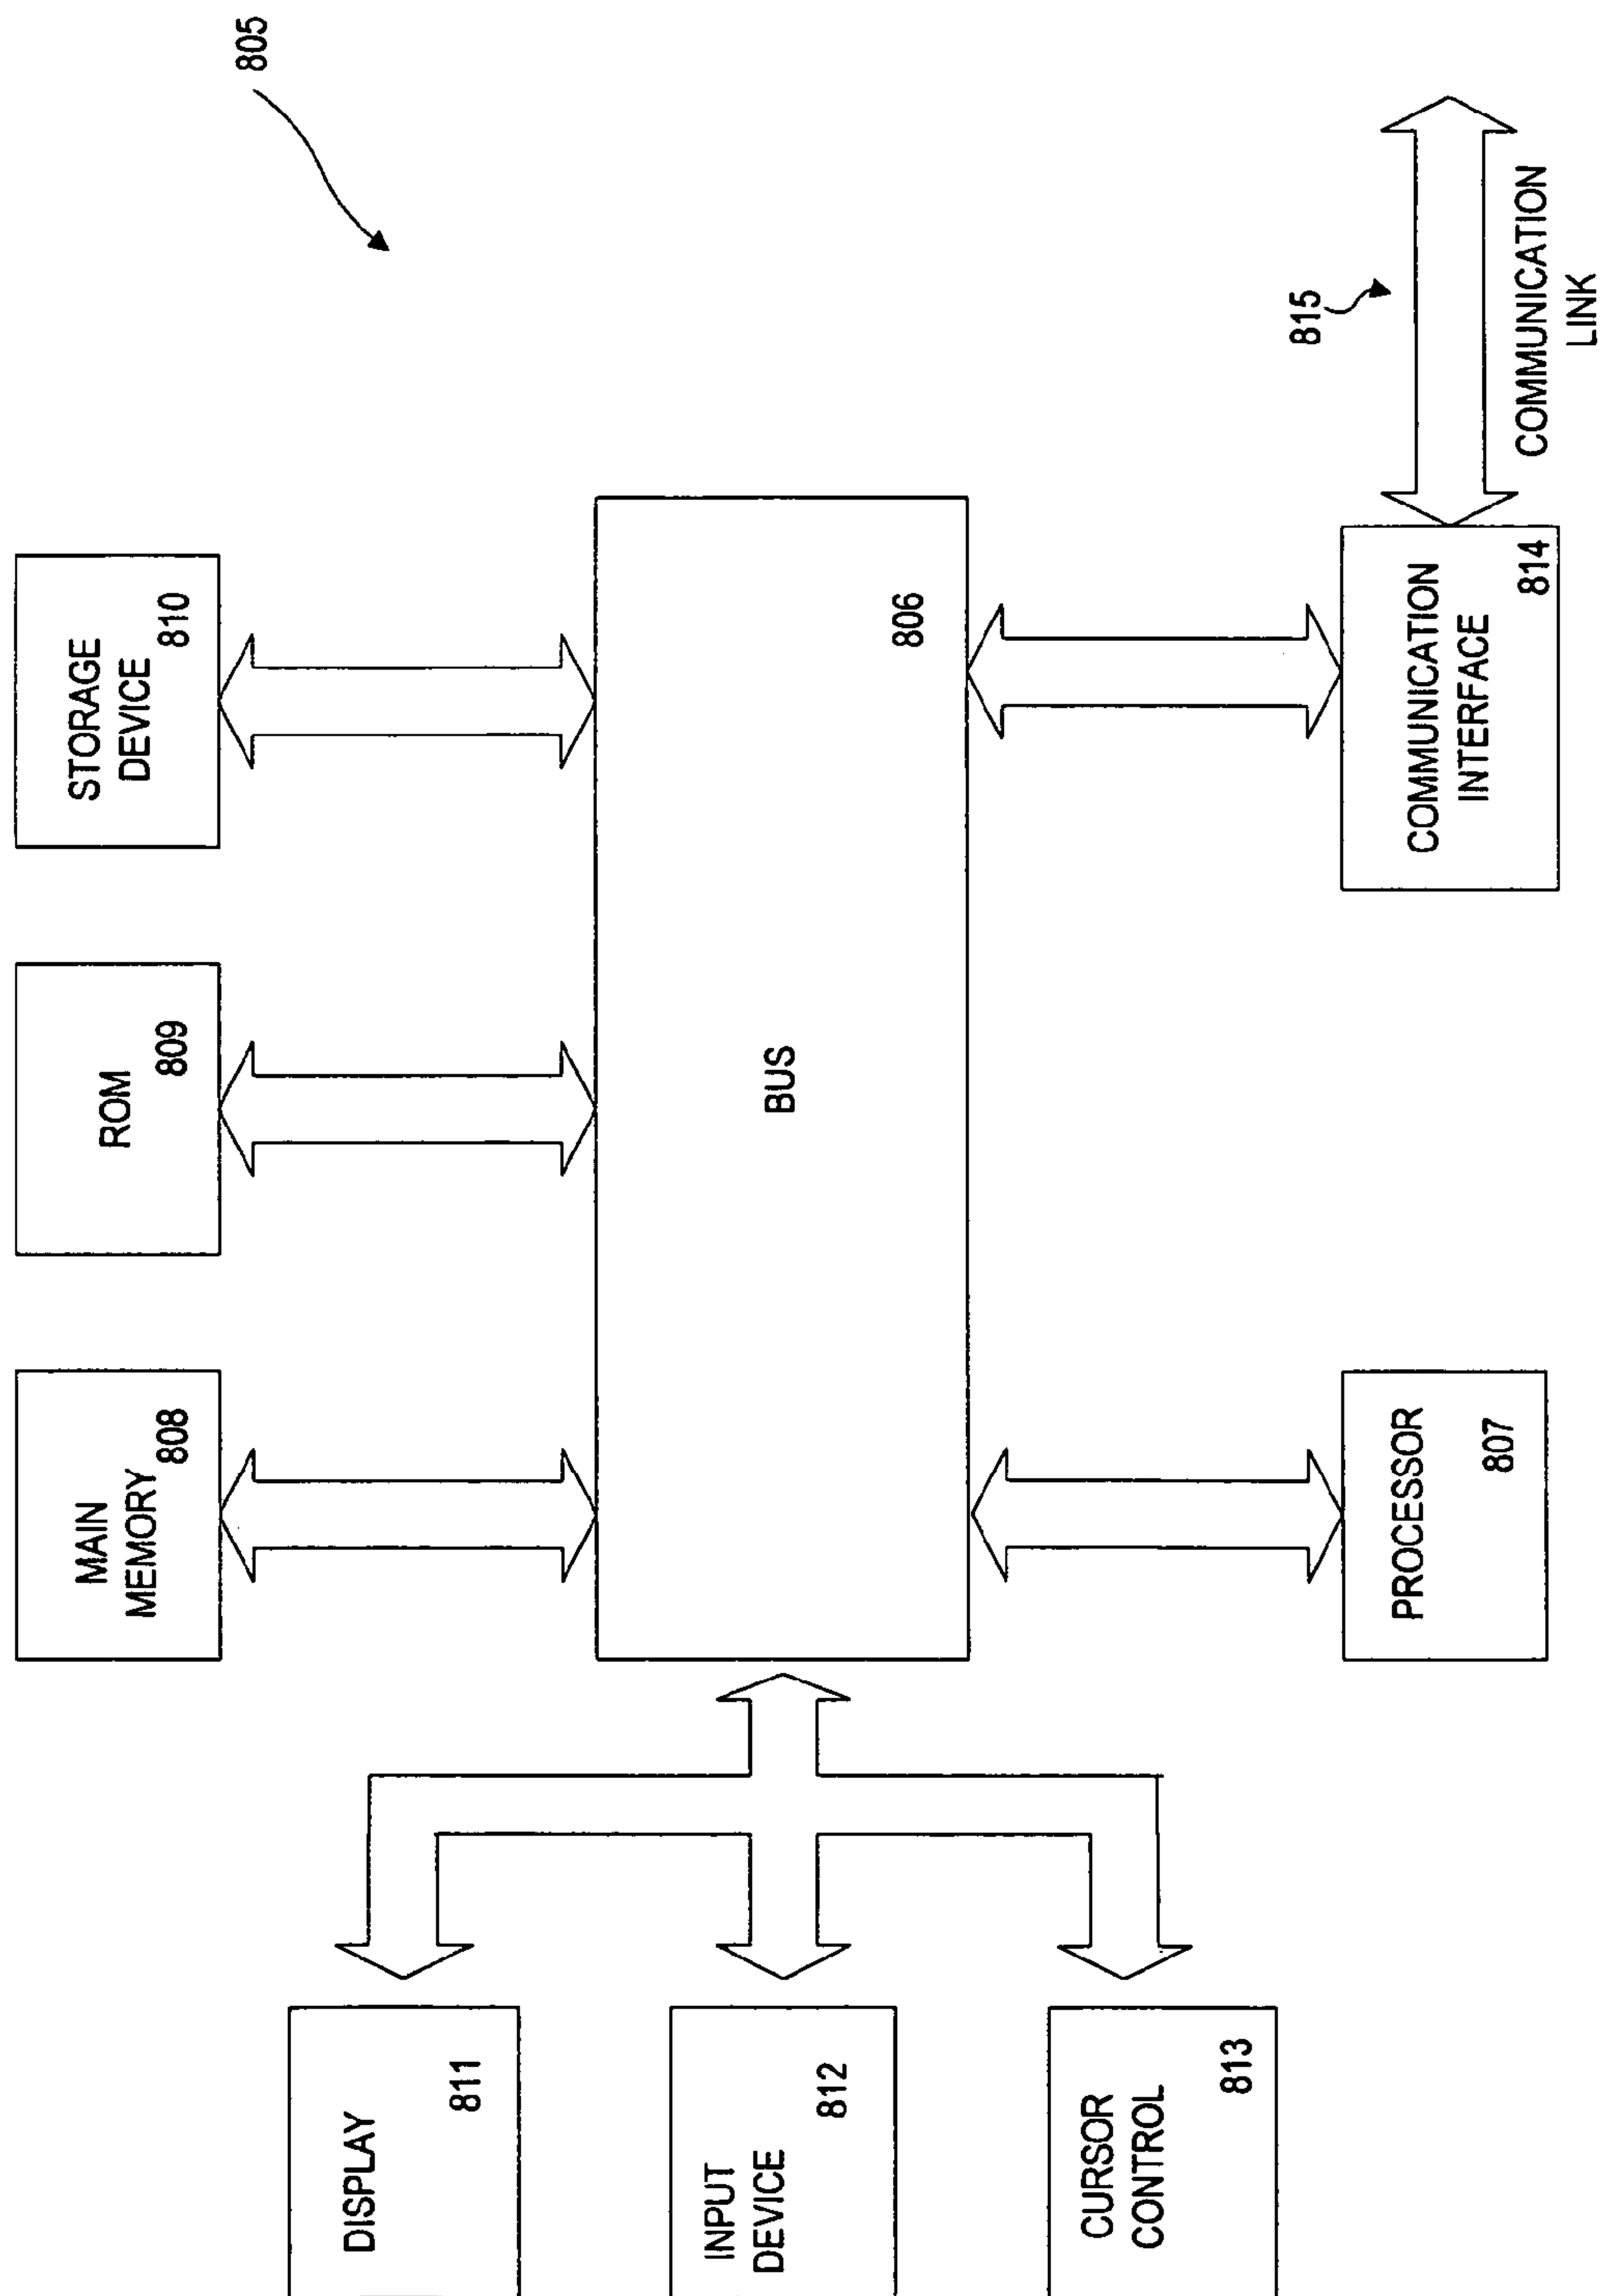 805
MAIN
MEMORY
808
ROM
809
STORAGE
DEVICE
810
DISPLAY
811
INPUT
DEVICE
812
CURSOR
CONTROL
813
BUS
806
PROCESSOR
807
COMMUNICATION
INTERFACE
814
815
COMMUNICATION
LINK